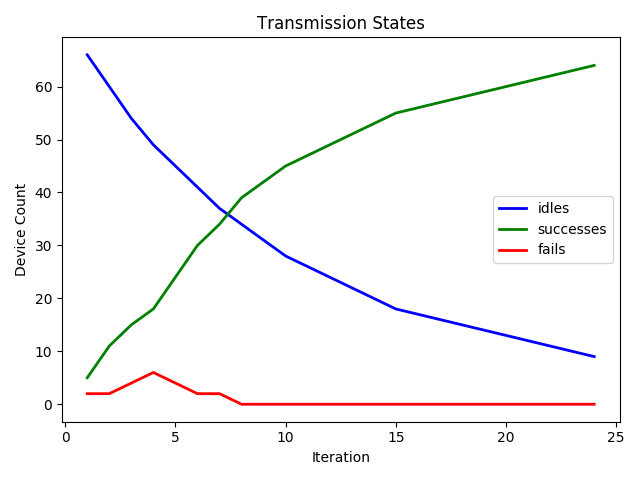 Transmission States
Device Count
60
50
40
30
20
10
0
idles
successes
fails
0 5 10 15 20 25
Iteration